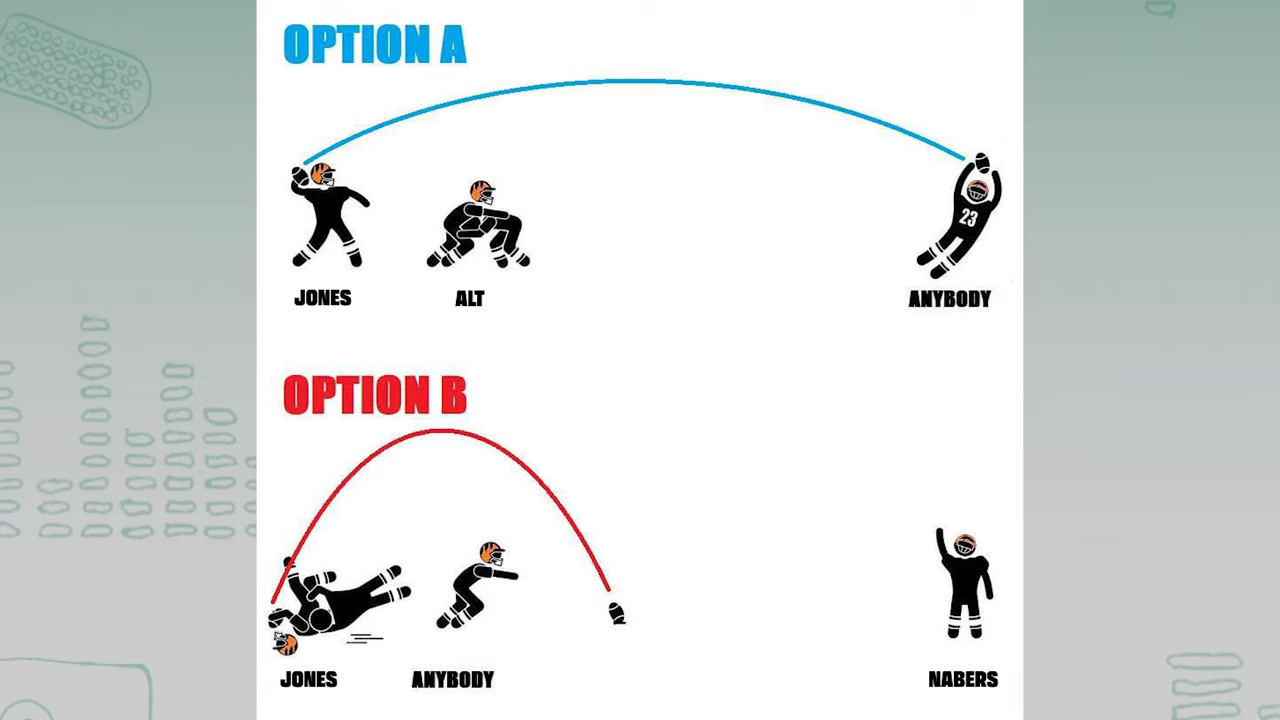 OPTION A
23
JONES
ALT
ANYBODY
OPTION B
JONES
ANYBODY
NABERS